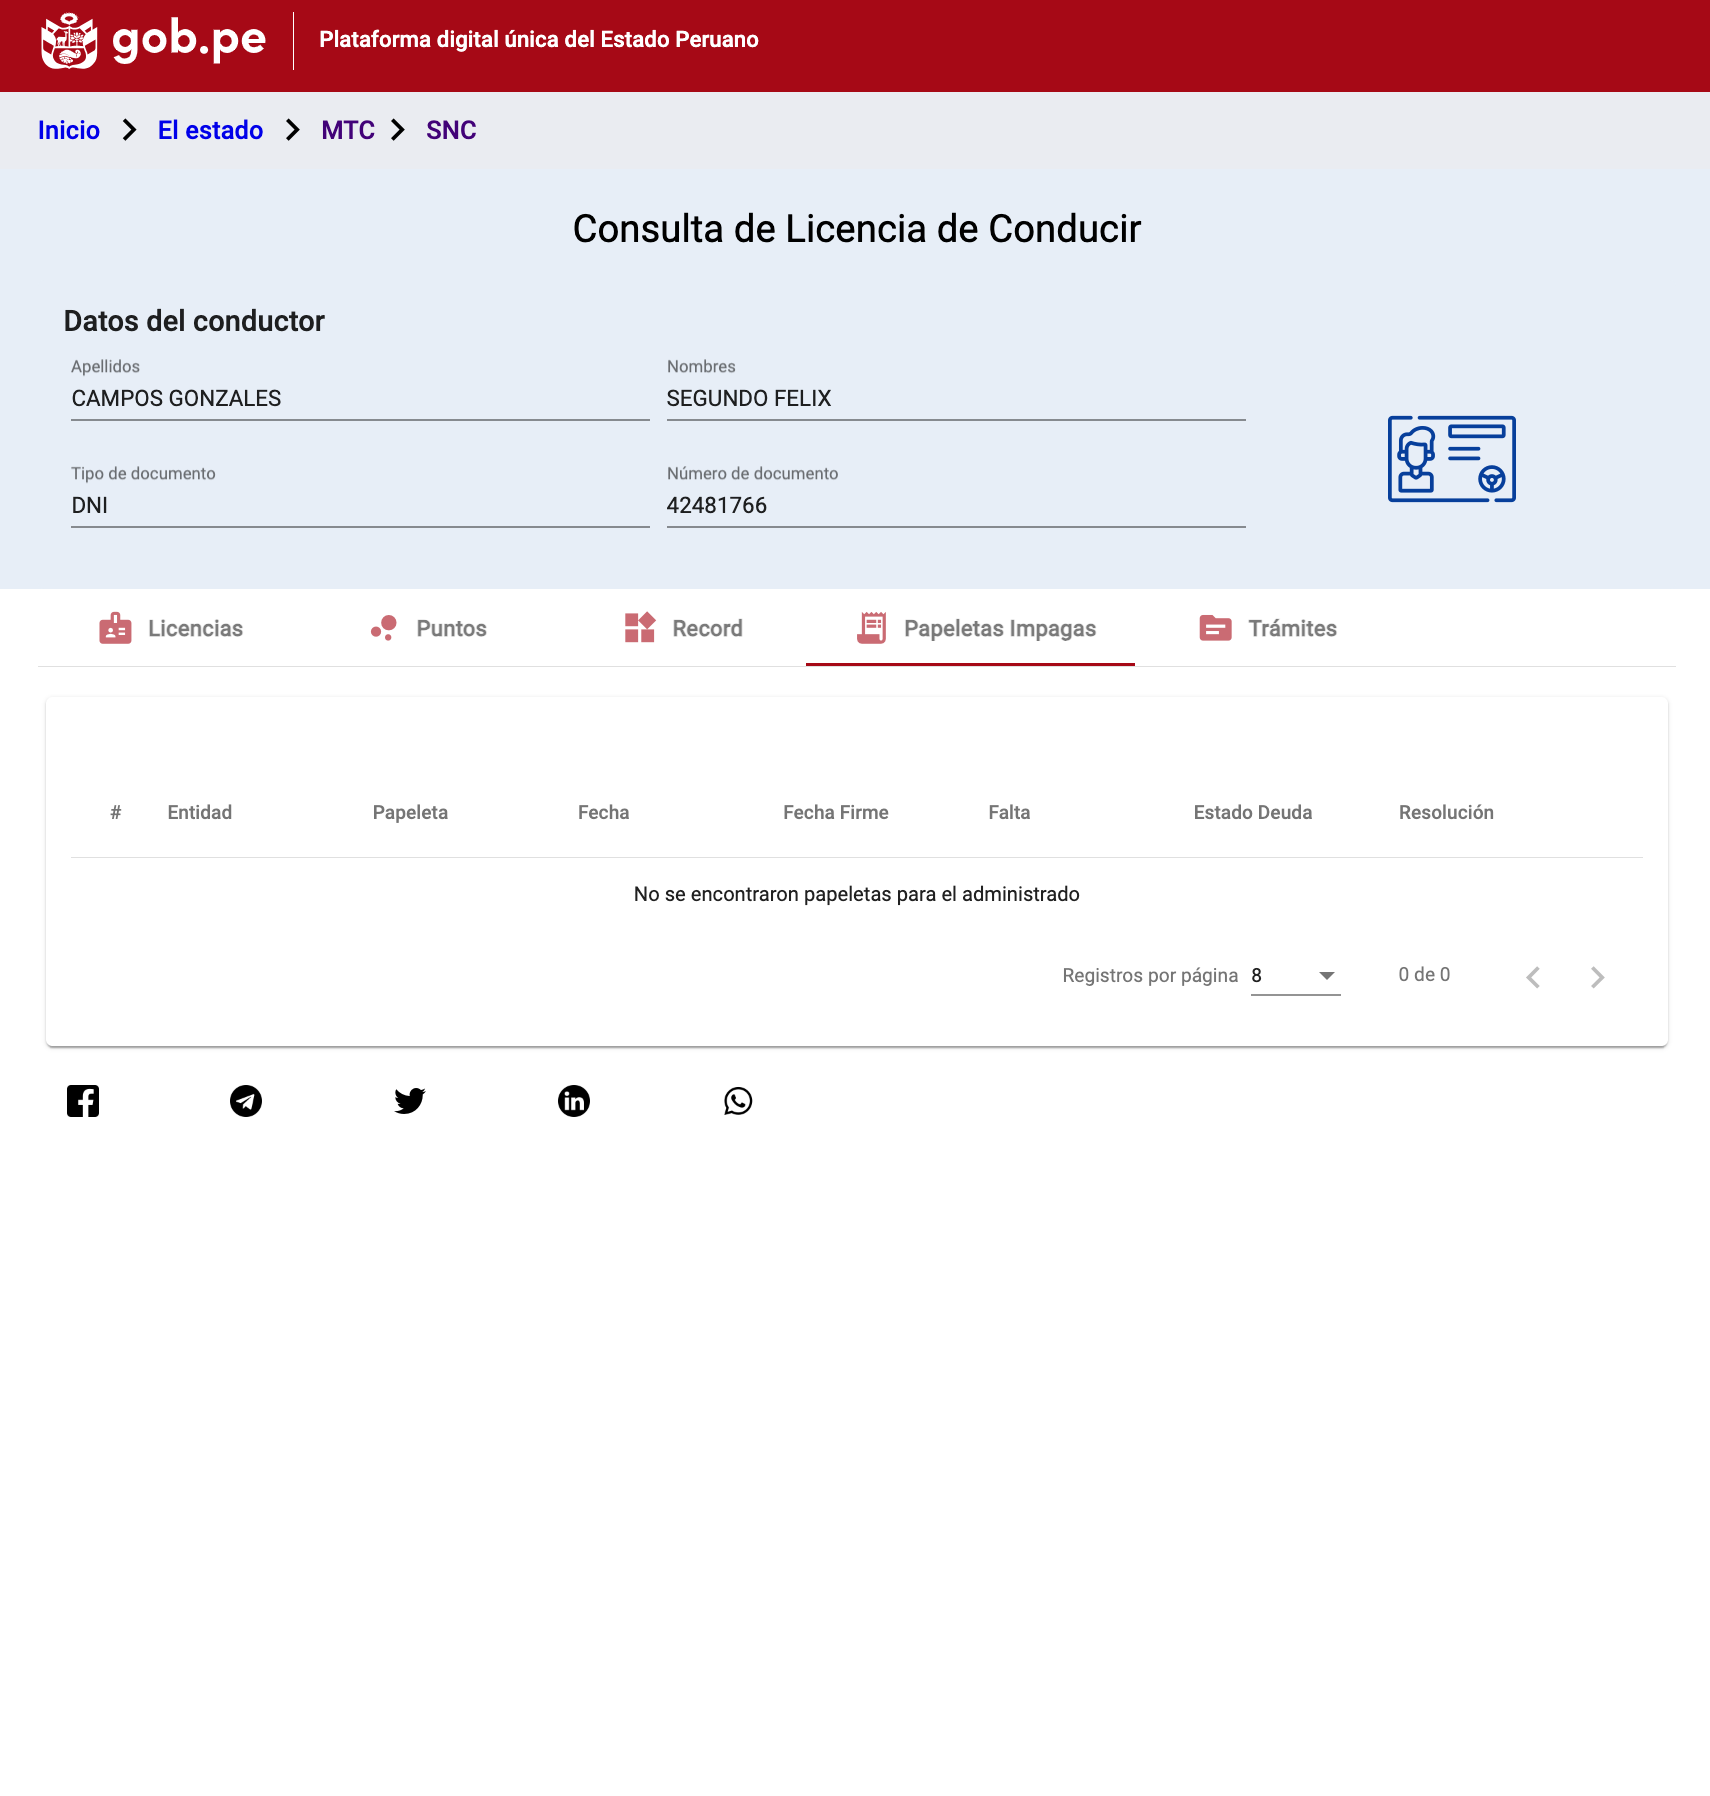 gob.pe Plataforma digital única del Estado Peruano
Inicio El estado MTC SNC
Consulta de Licencia de Conducir
Datos del conductor
Apellidos Nombres
CAMPOS GONZALES SEGUNDO FELIX
Tipo de documento Número de documento
DNI 42481766
Licencias Puntos Record Papeletas Impagas Trámites
# Entidad Papeleta Fecha Fecha Firme Falta Estado Deuda Resolución
No se encontraron papeletas para el administrado
Registros por página 8 0 de 0